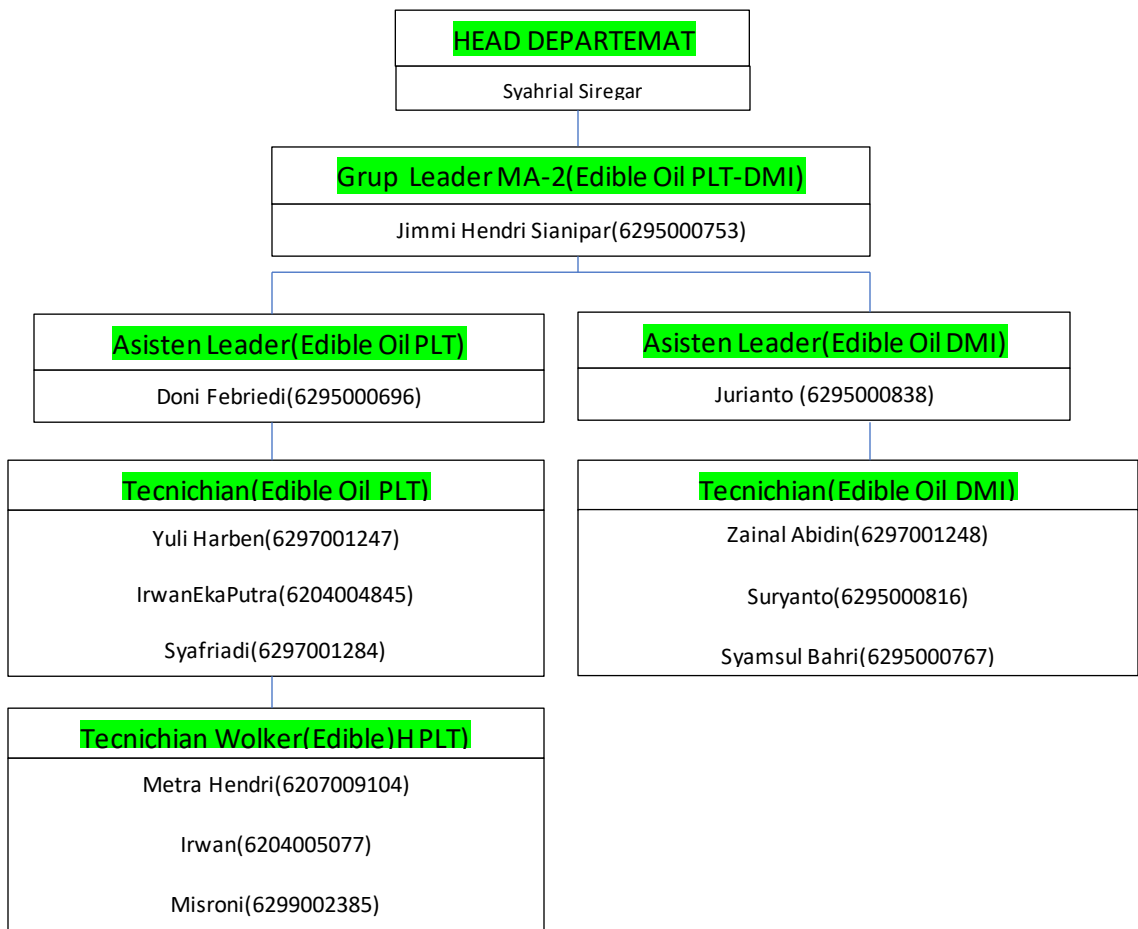 HEAD DEPARTEMAT
Syahrial Siregar
Grup Leader MA-2(Edible Oil PLT-DMI)
Jimmi Hendri Sianipar(6295000753)
Asisten Leader(Edible Oil PLT)
Doni Febriedi(6295000696)
Asisten Leader(Edible Oil DMI)
Jurianto (6295000838)
Tecnichian(Edible Oil PLT)
Yuli Harben(6297001247)
IrwanEkaPutra(6204004845)
Syafriadi(6297001284)
Tecnichian(Edible Oil DMI)
Zainal Abidin(6297001248)
Suryanto(6295000816)
Syamsul Bahri(6295000767)
Tecnichian Wolker(Edible)H PLT)
Metra Hendri(6207009104)
Irwan(6204005077)
Misroni(6299002385)